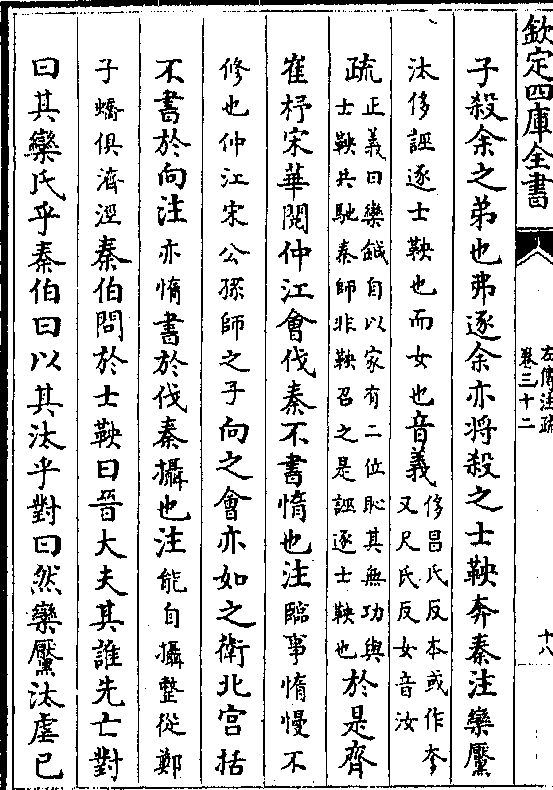 欽定四庫全書
左傳注疏
卷三十二
十八
子殺余之弟也弗逐余亦將殺之士鞅奔秦注欒黶
汰侈誣逐士鞅也而女也音義侈昌氏反本或作奓
又尺氏反女音汝
疏正義曰欒鍼自以家有二位恥其無功與
士鞅共馳秦師非鞅召之是誣逐士鞅也於是齊
崔杼宋華閱仲江會伐秦不書惰也注臨事惰慢不
修也仲江宋公孫師之子向之會亦如之衛北宮括
不書於向注亦惰書於伐秦攝也注能自攝整從鄭
子蟜俱濟涇秦伯問於士鞅曰晉大夫其誰先亡對
曰其欒氏乎秦伯曰以其汰乎對曰然欒黶汰虐已